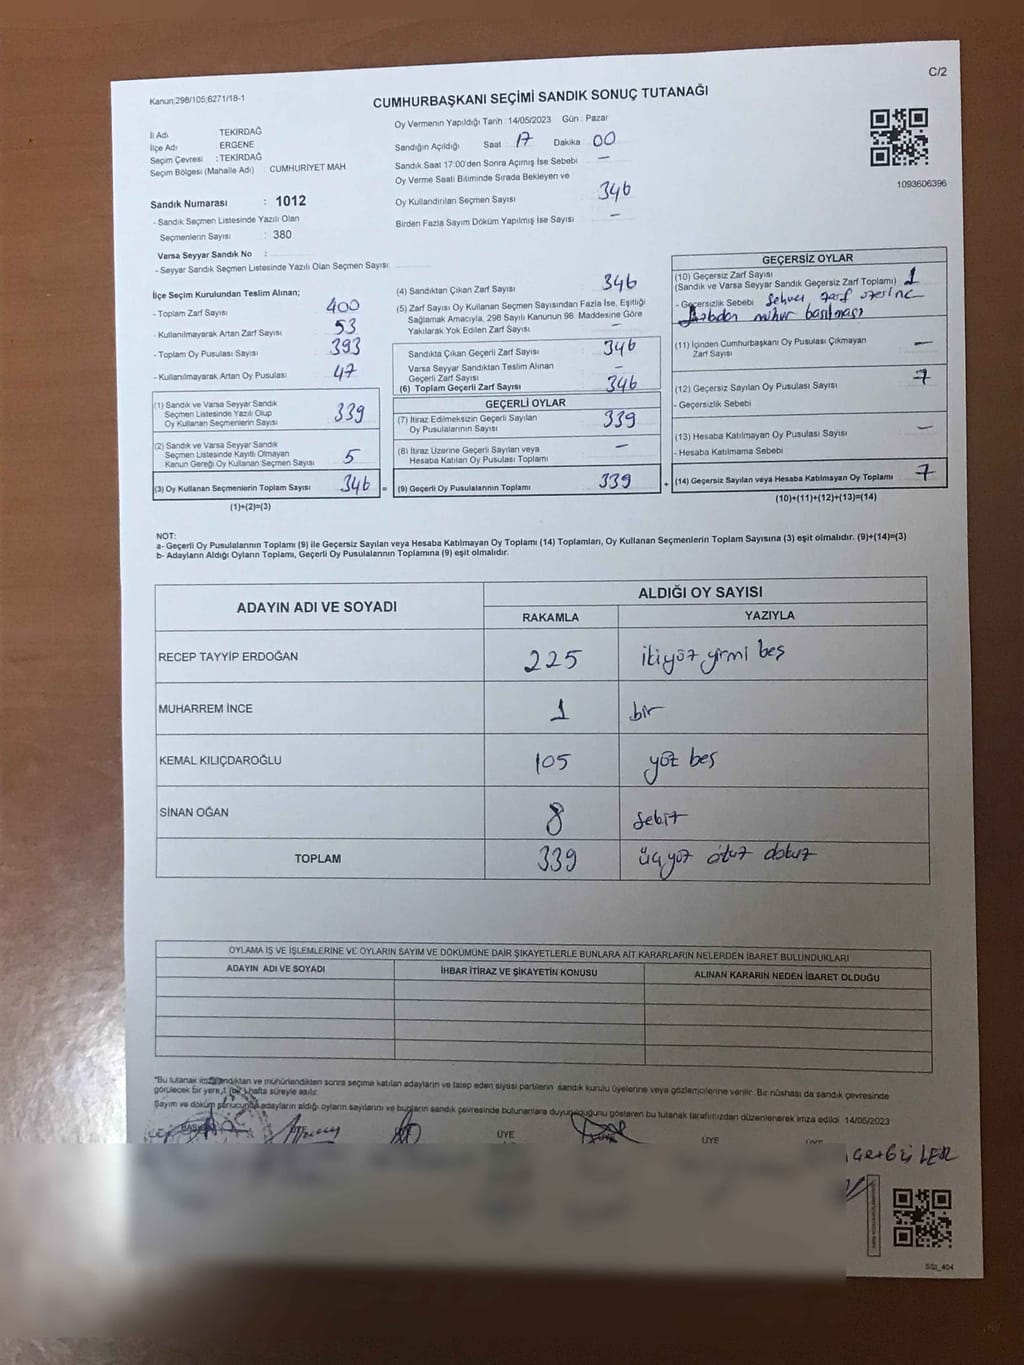 C/2
Kanun:298/105;6271/18-1
CUMHURBAŞKANI SEÇİMİ SANDIK SONUÇ TUTANAĞI
İl Adı TEKİRDAĞ
İlçe Adı ERGENE
Seçim Çevresi : TEKİRDAĞ
Seçim Bölgesi (Mahalle Adı) CUMHURİYET MAH
Sandık Numarası : 1012
- Sandık Seçmen Listesinde Yazılı Olan
Seçmenlerin Sayısı : 380
Varsa Seyyar Sandık No :
- Seyyar Sandık Seçmen Listesinde Yazılı Olan Seçmen Sayısı
Oy Vermenin Yapıldığı Tarih : 14/05/2023 Gün : Pazar
Sandığın Açıldığı Saat 17 Dakika 00
Sandık Saat 17:00'den Sonra Açımış İse Sebebi —
Oy Verme Saati Bitiminde Sırada Bekleyen ve
Oy Kullandırılan Seçmen Sayısı 346
Birden Fazla Sayım Döküm Yapılmış İse Sayısı —
1093606396
İlçe Seçim Kurulundan Teslim Alınan;
- Toplam Zarf Sayısı 400
- Kullanılmayarak Artan Zarf Sayısı 53
- Toplam Oy Pusulası Sayısı 393
- Kullanılmayarak Artan Oy Pusulası 47
(1) Sandık ve Varsa Seyyar Sandık
Seçmen Listesinde Yazılı Olup
Oy Kullanan Seçmenlerin Sayısı 339
(2) Sandık ve Varsa Seyyar Sandık
Seçmen Listesinde Kayıtlı Olmayan
Kanun Gereği Oy Kullanan Seçmen Sayısı 5
(3) Oy Kullanan Seçmenlerin Toplam Sayısı 346 =
(1)+(2)=(3)
(4) Sandıktan Çıkan Zarf Sayısı 346
(5) Zarf Sayısı Oy Kullanan Seçmen Sayısından Fazla İse, Eşitliği
Sağlamak Amacıyla, 298 Sayılı Kanunun 98. Maddesine Göre
Yakılarak Yok Edilen Zarf Sayısı —
Sandıkta Çıkan Geçerli Zarf Sayısı 346
Varsa Seyyar Sandıktan Teslim Alınan
Geçerli Zarf Sayısı —
(6) Toplam Geçerli Zarf Sayısı 346
GEÇERLİ OYLAR
(7) İtiraz Edilmeksizin Geçerli Sayılan
Oy Pusulalarının Sayısı 339
(8) İtiraz Üzerine Geçerli Sayılan veya
Hesaba Katılan Oy Pusulası Toplamı —
(9) Geçerli Oy Pusulalarının Toplamı 339 +
GEÇERSİZ OYLAR
(10) Geçersiz Zarf Sayısı
(Sandık ve Varsa Seyyar Sandık Geçersiz Zarf Toplamı) 1
- Geçersizlik Sebebi Sehven zarf üzerine
mühür basılması
(11) İçinden Cumhurbaşkanı Oy Pusulası Çıkmayan
Zarf Sayısı —
(12) Geçersiz Sayılan Oy Pusulası Sayısı 7
- Geçersizlik Sebebi
(13) Hesaba Katılmayan Oy Pusulası Sayısı —
- Hesaba Katılmama Sebebi
(14) Geçersiz Sayılan veya Hesaba Katılmayan Oy Toplamı 7
(10)+(11)+(12)+(13)=(14)
NOT:
a- Geçerli Oy Pusulalarının Toplamı (9) ile Geçersiz Sayılan veya Hesaba Katılmayan Oy Toplamı (14) Toplamları, Oy Kullanan Seçmenlerin Toplam Sayısına (3) eşit olmalıdır. (9)+(14)=(3)
b- Adayların Aldığı Oyların Toplamı, Geçerli Oy Pusulalarının Toplamına (9) eşit olmalıdır.
ADAYIN ADI VE SOYADI
ALDIĞI OY SAYISI
RAKAMLA YAZIYLA
RECEP TAYYİP ERDOĞAN 225 ikiyüz yirmi beş
MUHARREM İNCE 1 bir
KEMAL KILIÇDAROĞLU 105 yüz beş
SİNAN OĞAN 8 sekiz
TOPLAM 339 üçyüz otuz dokuz
OYLAMA İŞ VE İŞLEMLERİNE VE OYLARIN SAYIM VE DÖKÜMÜNE DAİR ŞİKAYETLERLE BUNLARA AİT KARARLARIN NELERDEN İBARET BULUNDUKLARI
ADAYIN ADI VE SOYADI İHBAR İTİRAZ VE ŞİKAYETİN KONUSU ALINAN KARARIN NEDEN İBARET OLDUĞU
*Bu tutanak imzalandıktan ve mühürlendikten sonra seçime katılan adayların ve talep eden siyasi partilerin sandık kurulu üyelerine veya gözlemcilerine verilir. Bir nüshası da sandık çevresinde
görülecek bir yere 1 (bir) hafta süreyle asılır.
Sayım ve döküm sonucunda adayların aldığı oyların sayılarını ve bunların sandık çevresinde bulunanlara duyurulduğunu gösteren bu tutanak tarafımızdan düzenlenerek imza edildi. 14/05/2023
BAŞKAN ÜYE ÜYE ÜYE ÜYE
SSI_404